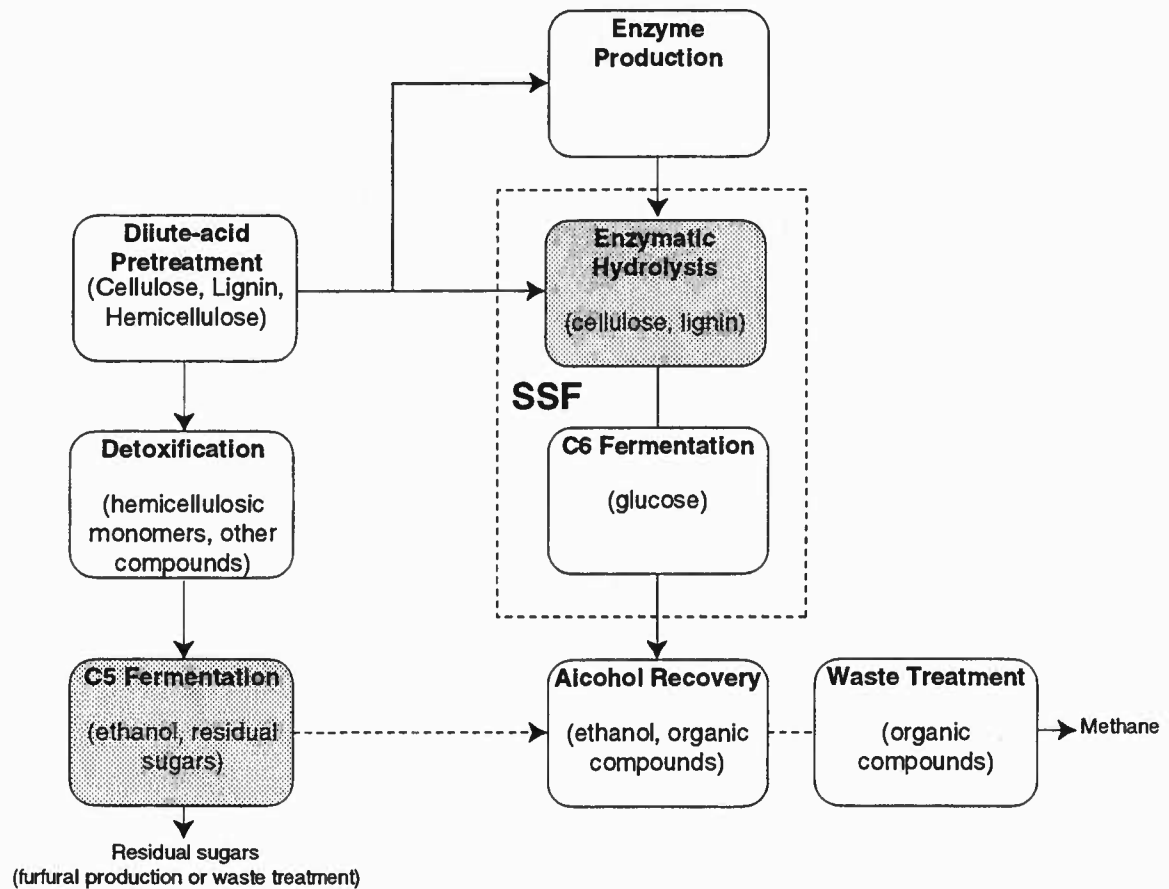 Enzyme
Production
Dilute-acid
Pretreatment
(Cellulose, Lignin,
Hemicellulose)
Enzymatic
Hydrolysis
(cellulose, lignin)
SSF
Detoxification
(hemicellulosic
monomers, other
compounds)
C6 Fermentation
(glucose)
C5 Fermentation
(ethanol, residual
sugars)
Alcohol Recovery
(ethanol, organic
compounds)
Waste Treatment
(organic
compounds)
Methane
Residual sugars
(furfural production or waste treatment)